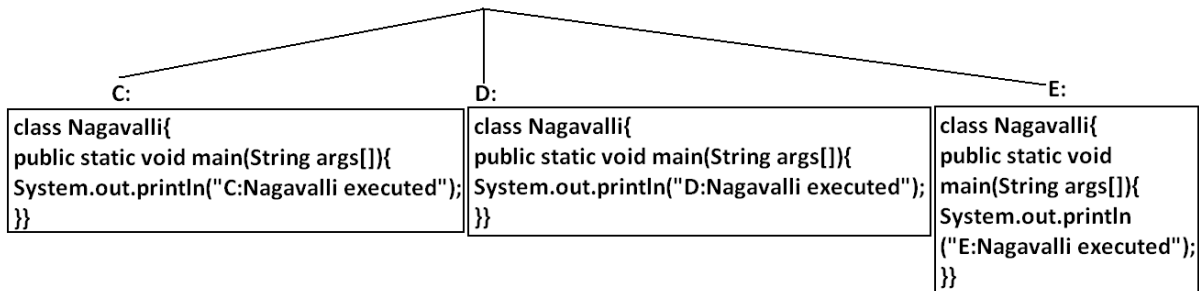 C:
class Nagavalli{
public static void main(String args[]){
System.out.println("C:Nagavalli executed");
}}
D:
class Nagavalli{
public static void main(String args[]){
System.out.println("D:Nagavalli executed");
}}
E:
class Nagavalli{
public static void
main(String args[]){
System.out.println
("E:Nagavalli executed");
}}